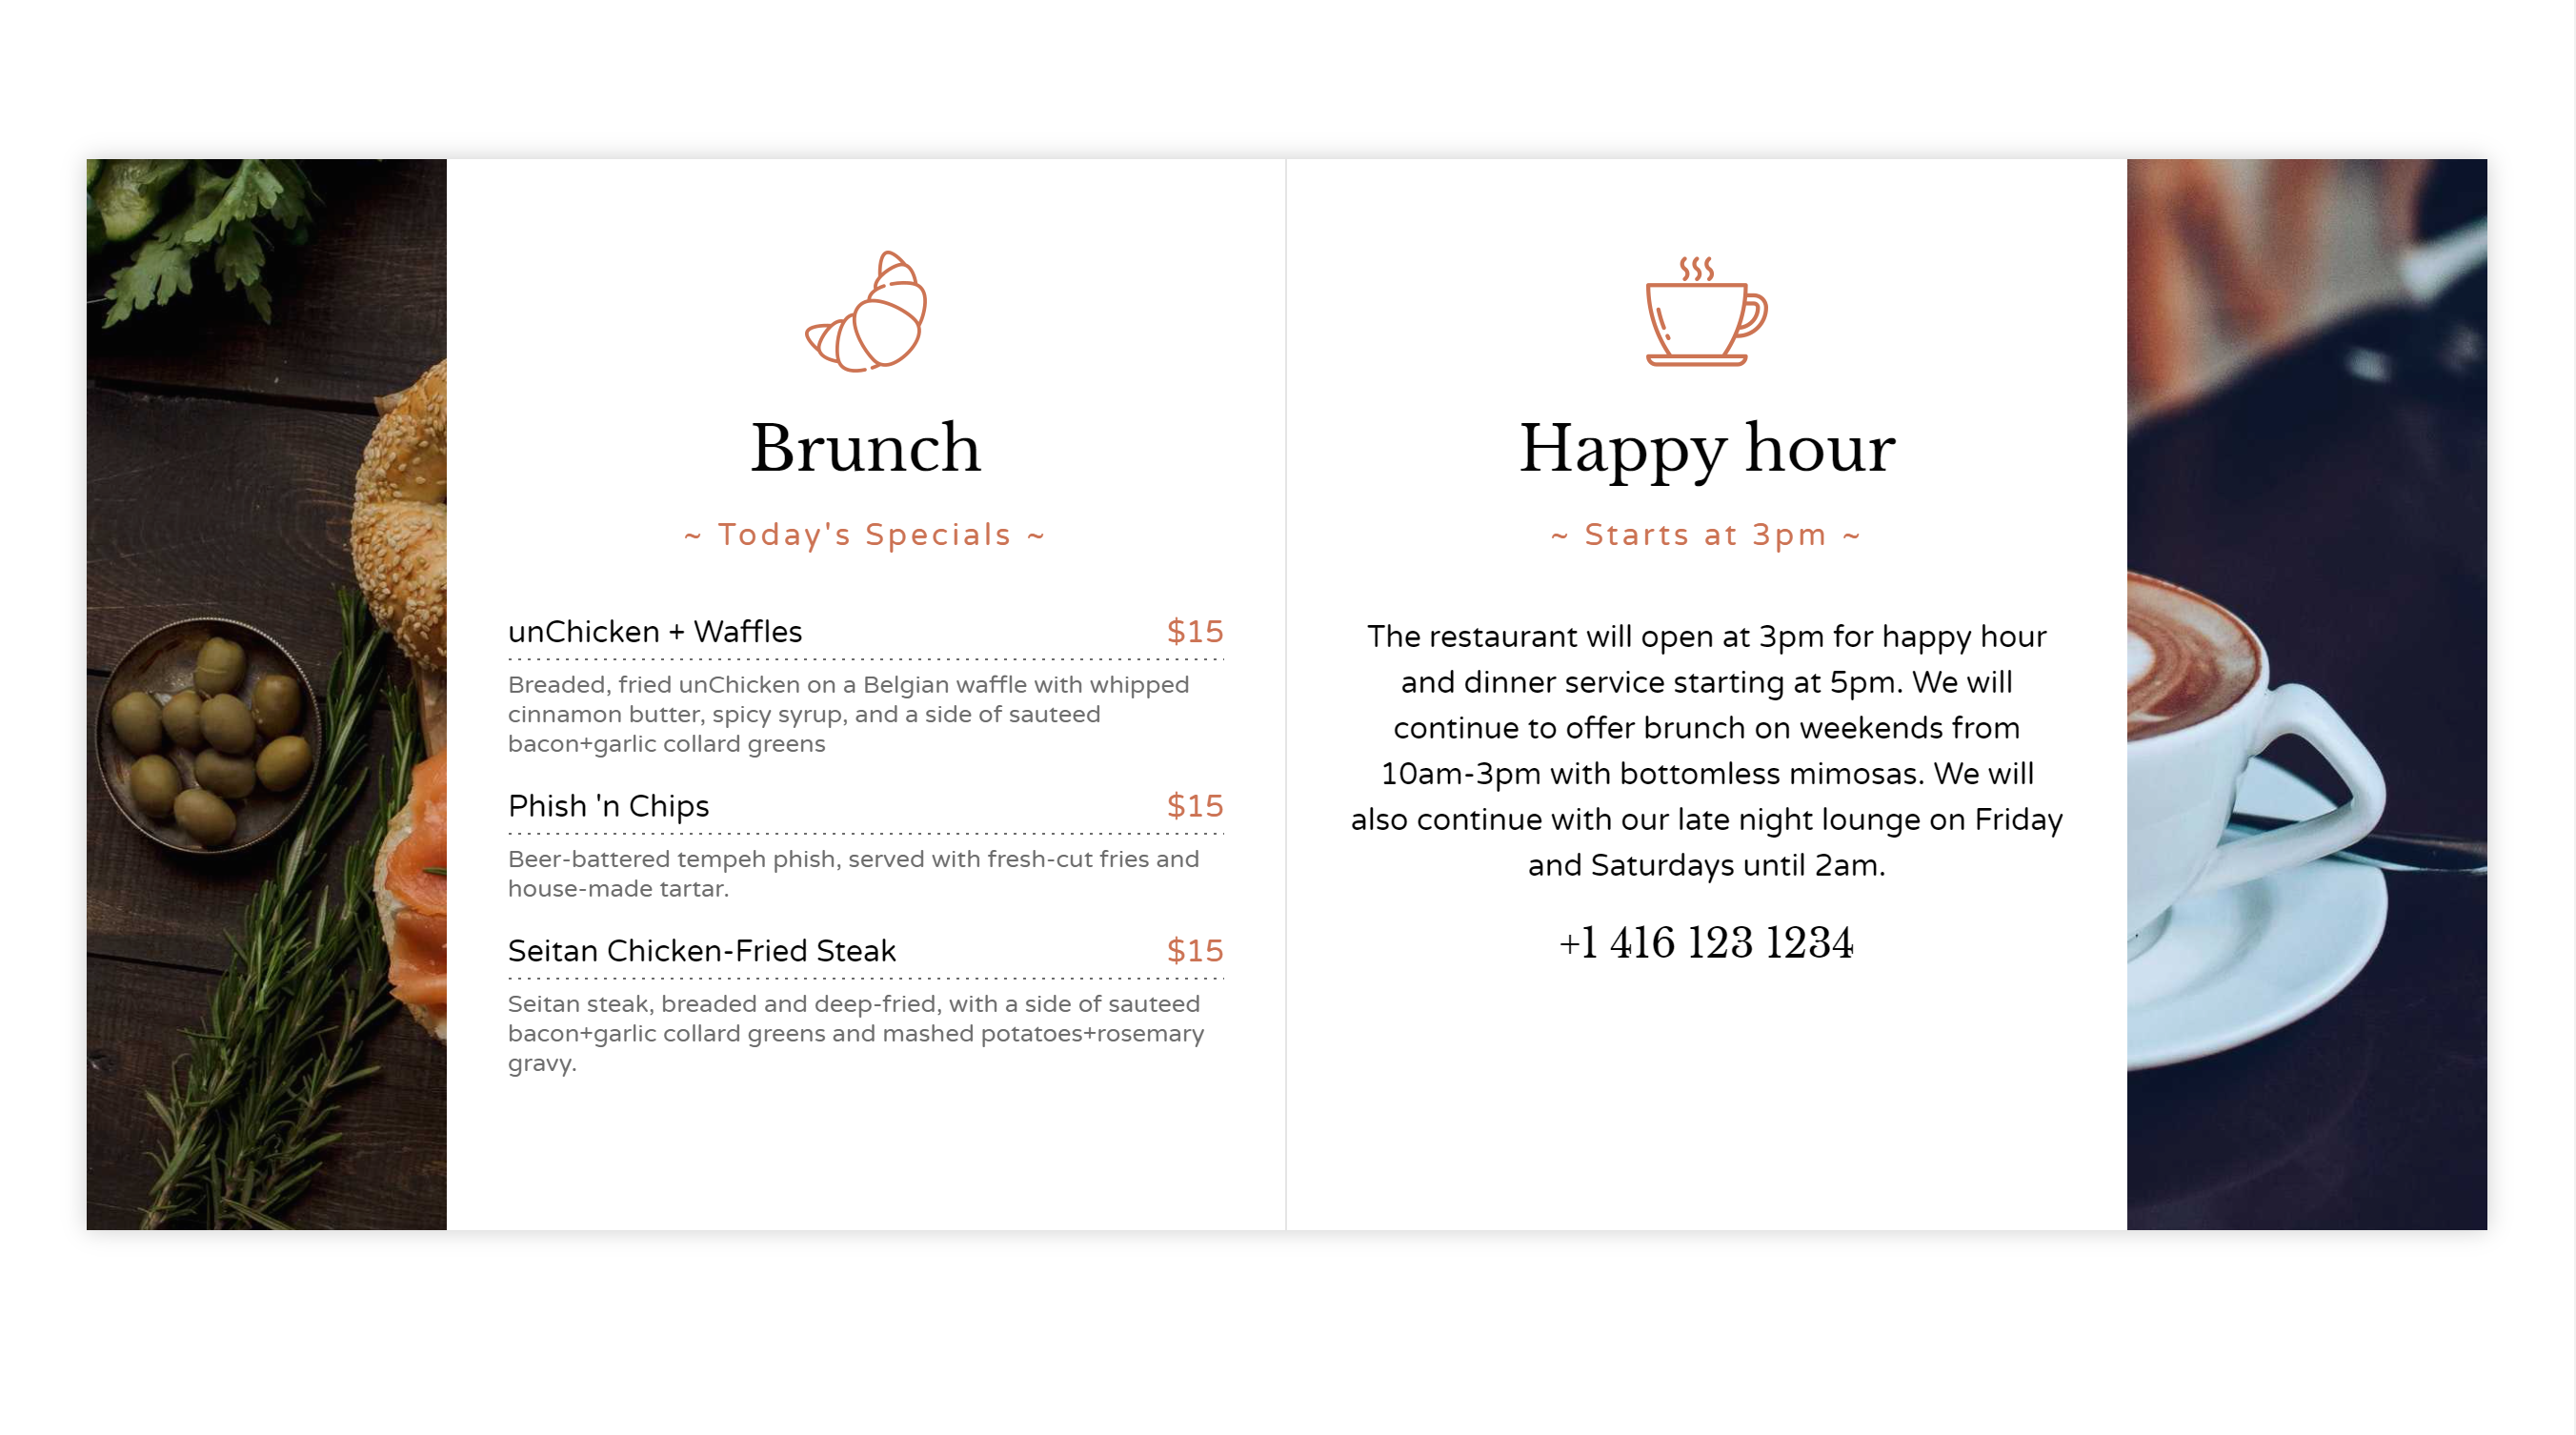 Brunch
~ Today's Specials ~
unChicken + Waffles $15
Breaded, fried unChicken on a Belgian waffle with whipped
cinnamon butter, spicy syrup, and a side of sauteed
bacon+garlic collard greens
Phish 'n Chips $15
Beer-battered tempeh phish, served with fresh-cut fries and
house-made tartar.
Seitan Chicken-Fried Steak $15
Seitan steak, breaded and deep-fried, with a side of sauteed
bacon+garlic collard greens and mashed potatoes+rosemary
gravy.
Happy hour
~ Starts at 3pm ~
The restaurant will open at 3pm for happy hour
and dinner service starting at 5pm. We will
continue to offer brunch on weekends from
10am-3pm with bottomless mimosas. We will
also continue with our late night lounge on Friday
and Saturdays until 2am.
+1 416 123 1234